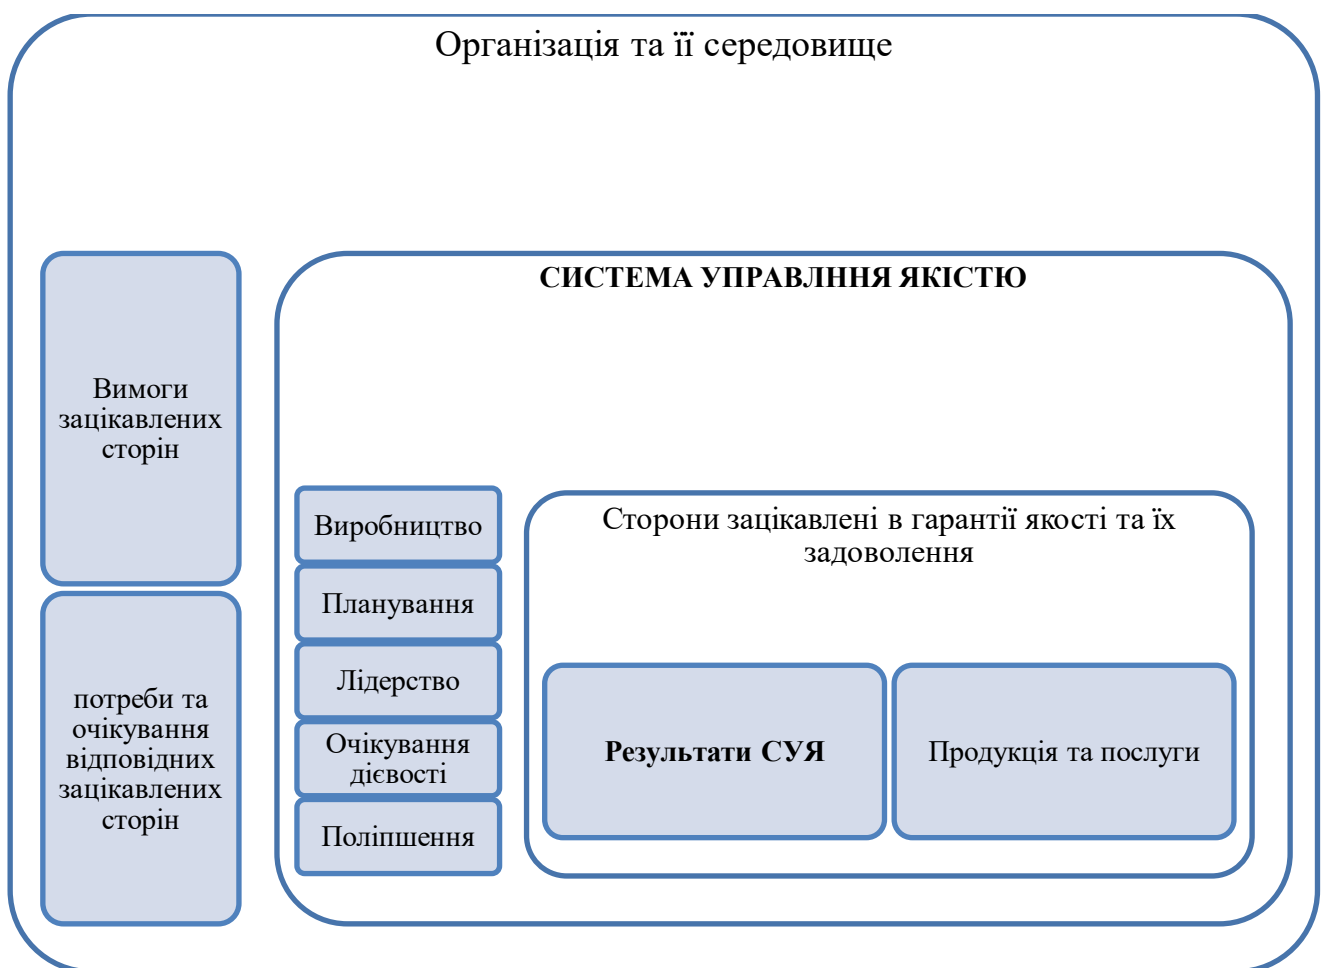 Організація та її середовище
Вимоги
зацікавлених
сторін
потреби та
очікування
відповідних
зацікавлених
сторін
СИСТЕМА УПРАВЛННЯ ЯКІСТЮ
Виробництво
Планування
Лідерство
Очікування
дієвості
Поліпшення
Сторони зацікавлені в гарантії якості та їх
задоволення
Результати СУЯ
Продукція та послуги